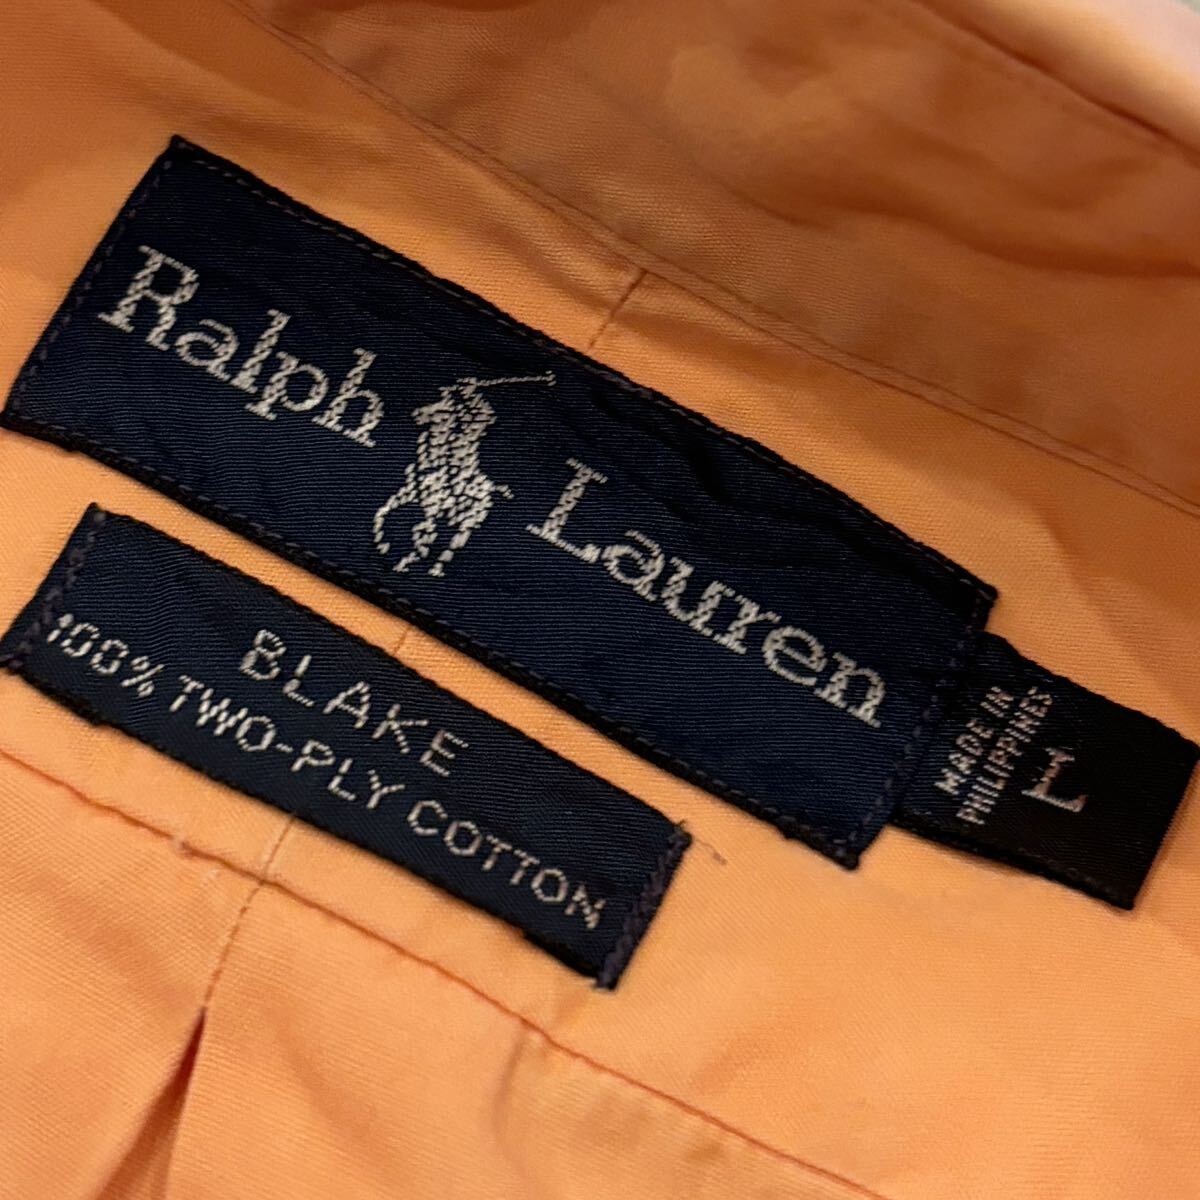 Ralph Lauren
MADE IN
PHILIPPINES
L
BLAKE
100% TWO-PLY COTTON